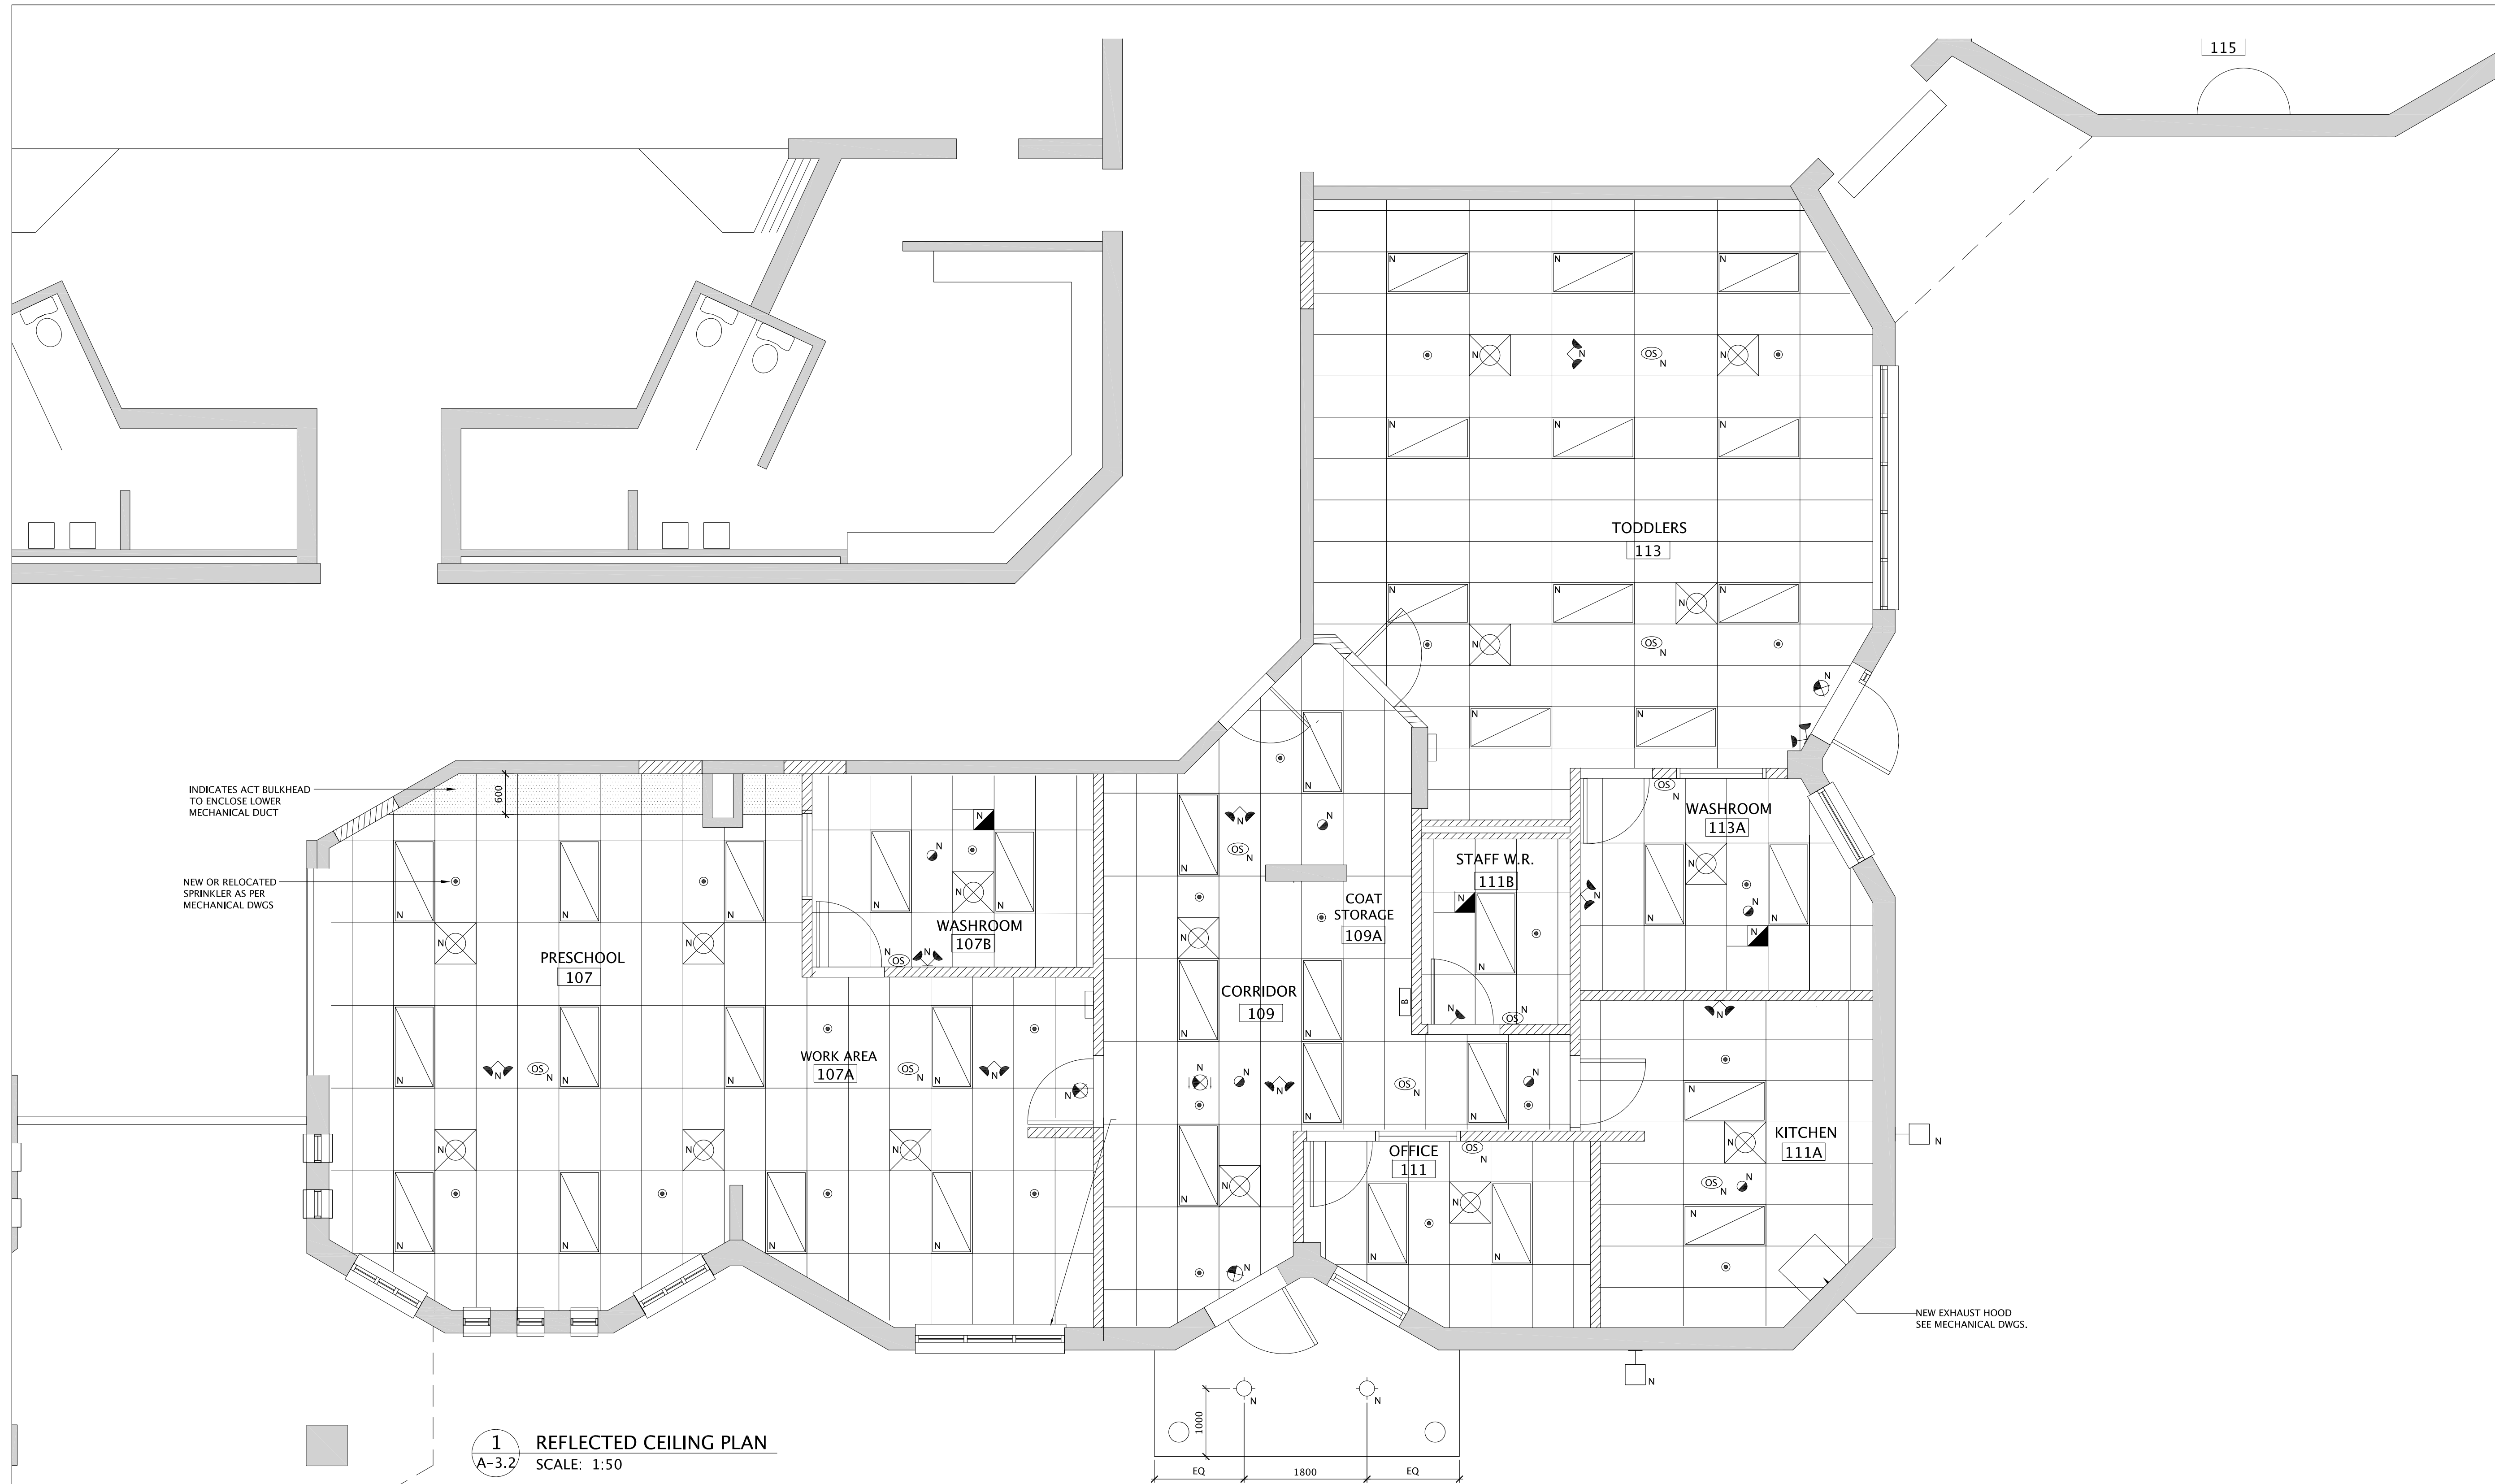 115
TODDLERS
113
INDICATES ACT BULKHEAD
TO ENCLOSE LOWER
MECHANICAL DUCT
600
NEW OR RELOCATED
SPRINKLER AS PER
MECHANICAL DWGS
PRESCHOOL
107
WASHROOM
107B
WORK AREA
107A
CORRIDOR
109
COAT
STORAGE
109A
STAFF W.R.
111B
WASHROOM
113A
OFFICE
111
KITCHEN
111A
B
OS
N
NEW EXHAUST HOOD
SEE MECHANICAL DWGS.
1000
EQ
1800
EQ
1
A-3.2
REFLECTED CEILING PLAN
SCALE: 1:50